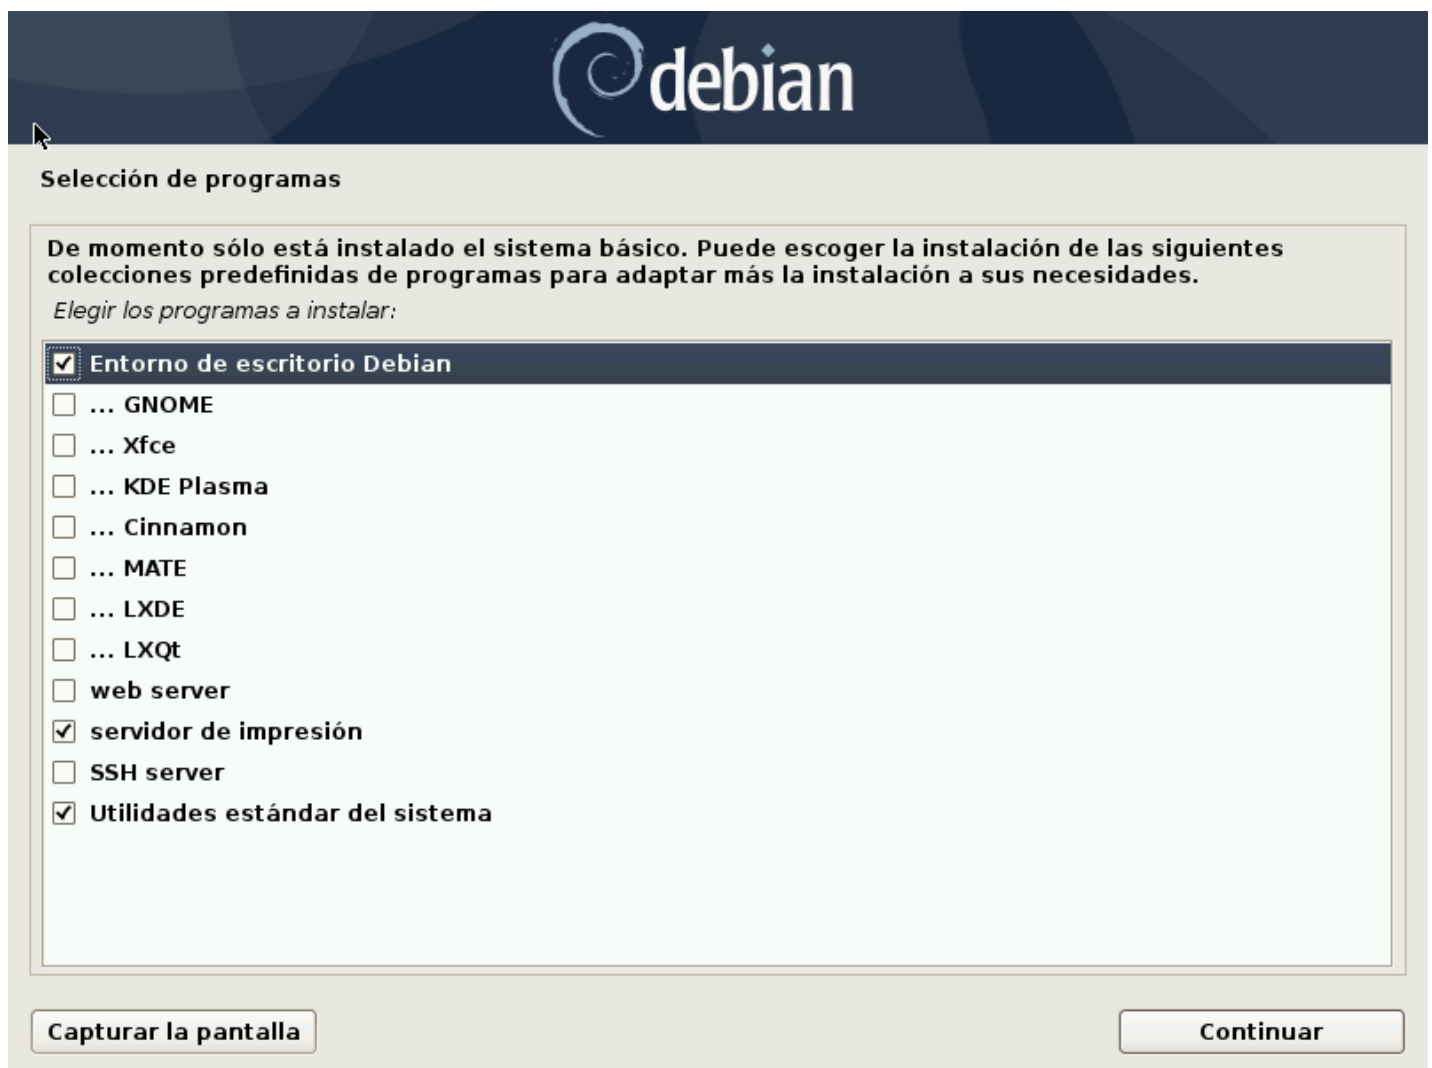 debian
Selección de programas
De momento sólo está instalado el sistema básico. Puede escoger la instalación de las siguientes
colecciones predefinidas de programas para adaptar más la instalación a sus necesidades.
Elegir los programas a instalar:
Entorno de escritorio Debian
... GNOME
... Xfce
... KDE Plasma
... Cinnamon
... MATE
... LXDE
... LXQt
web server
servidor de impresión
SSH server
Utilidades estándar del sistema
Capturar la pantalla
Continuar